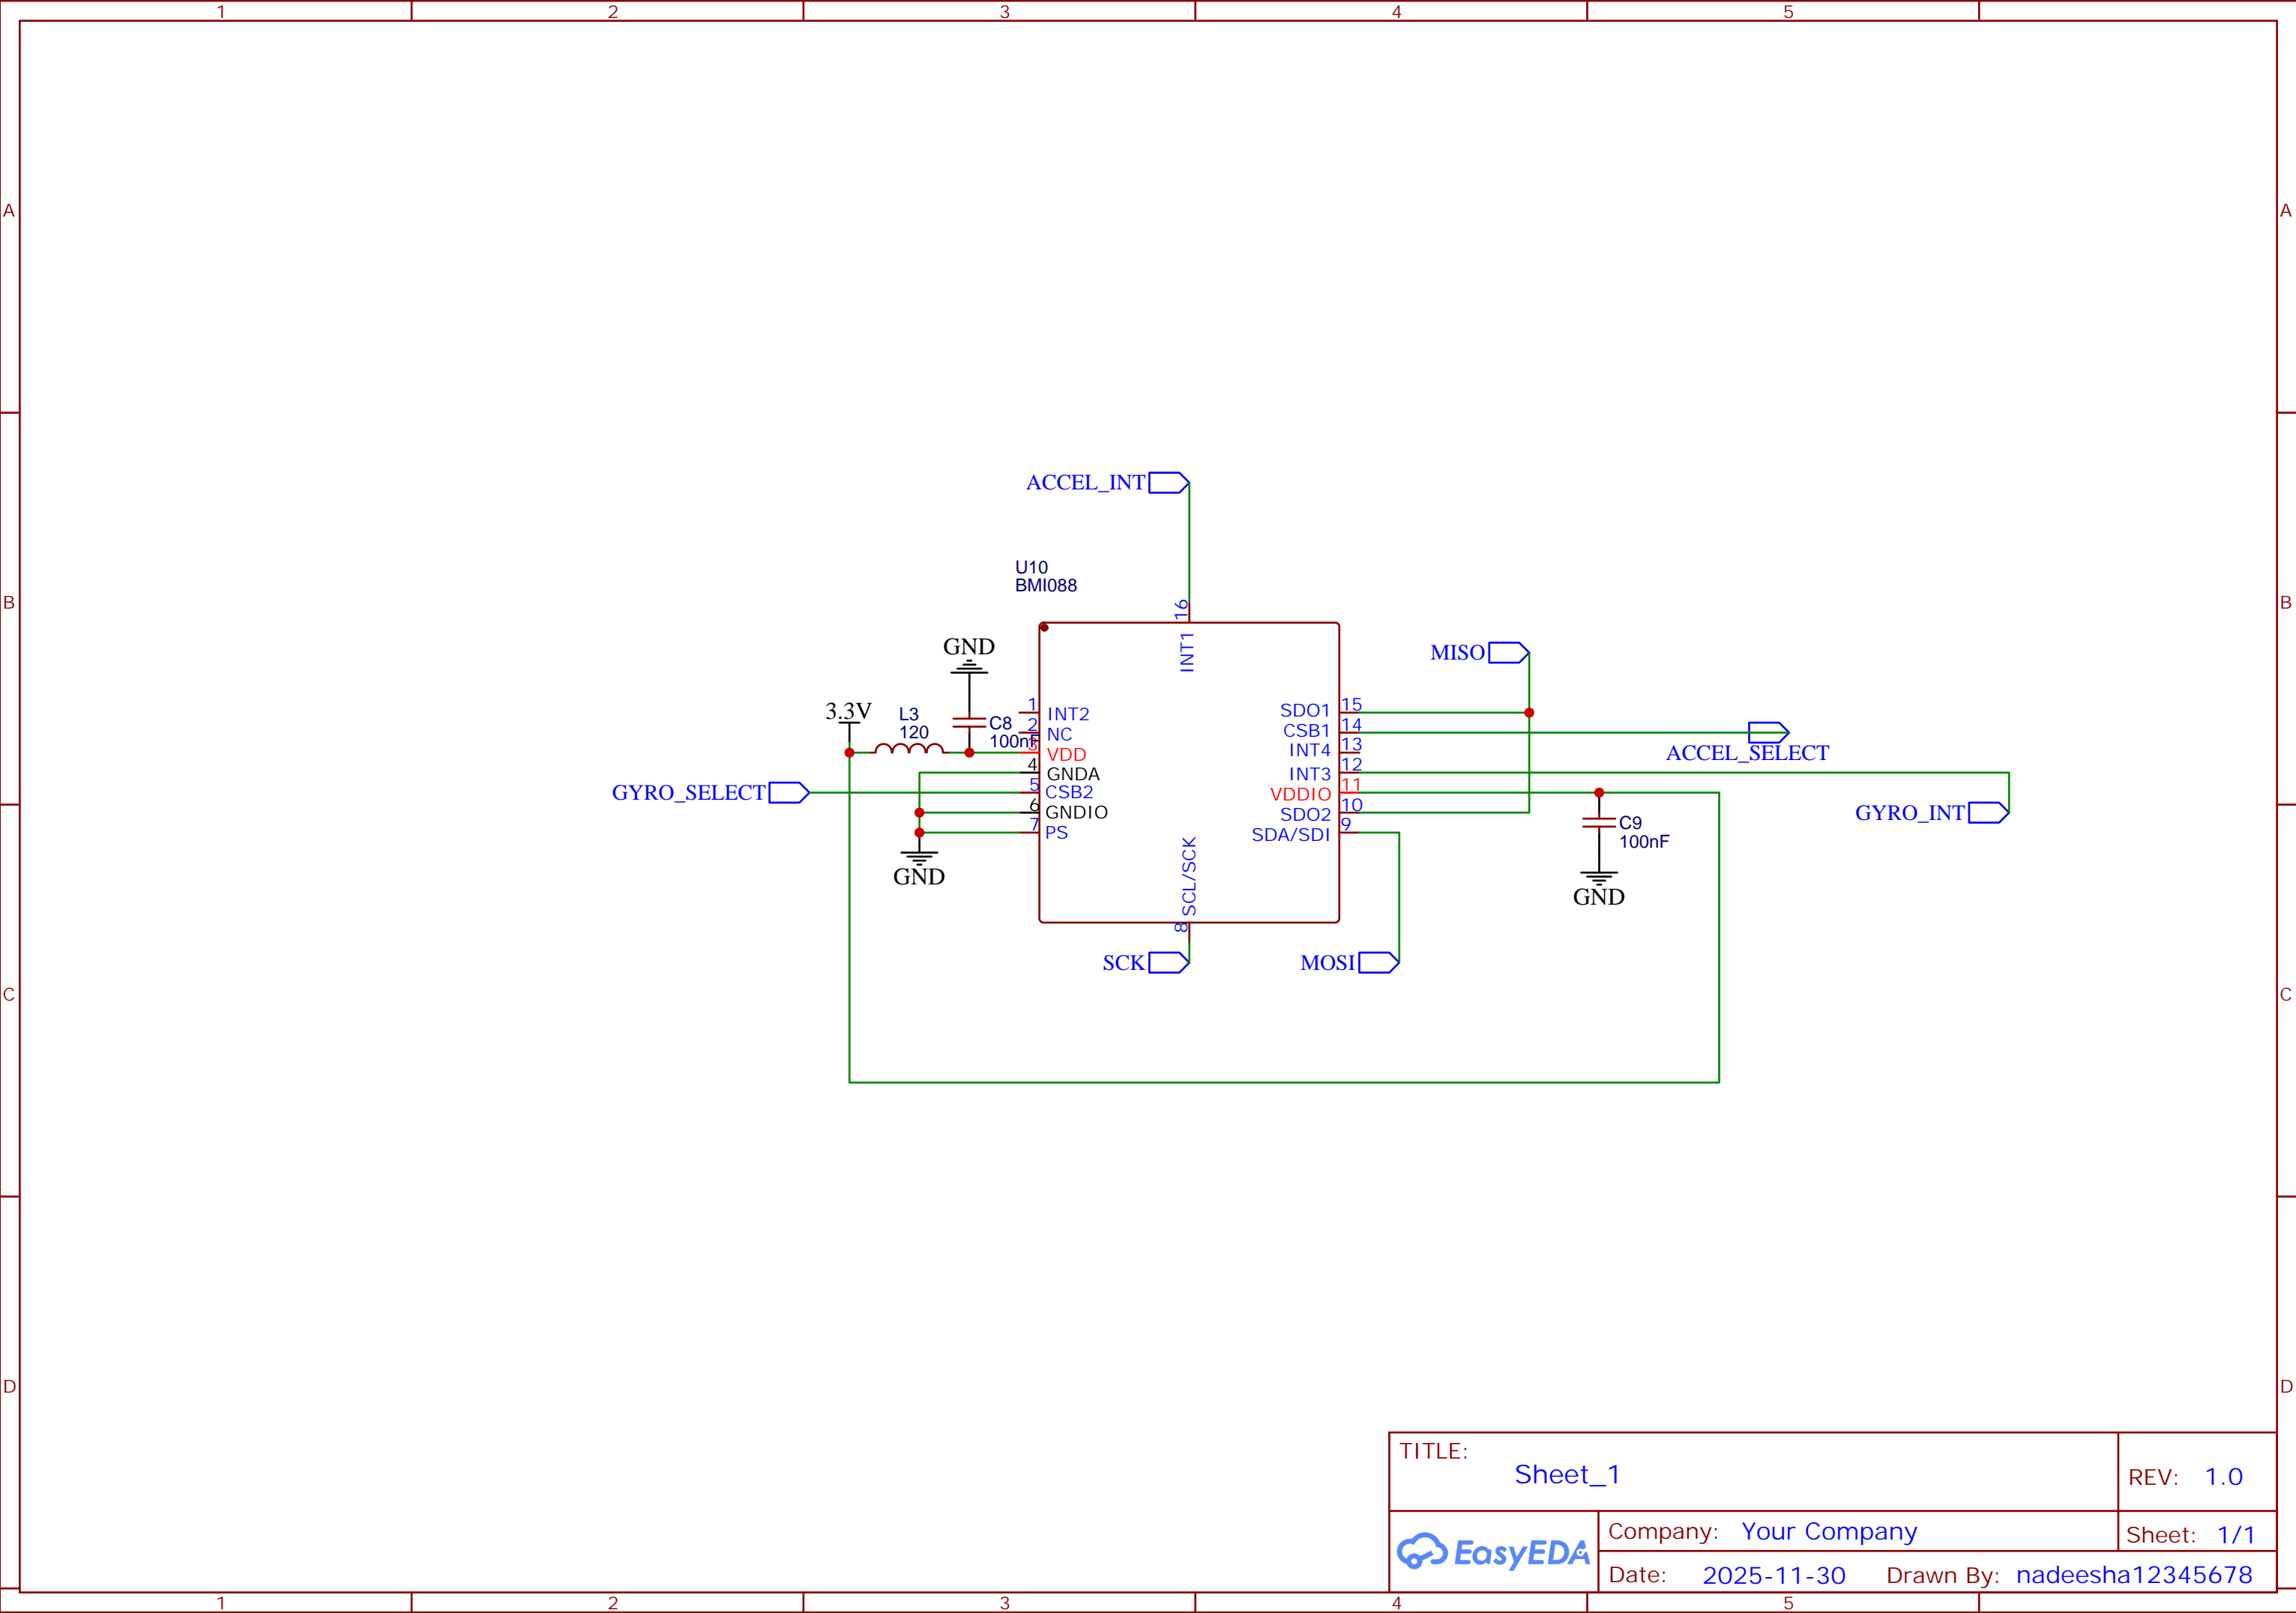 1 2 3 4 5
A A
B B
C C
D D
ACCEL_INT
U10
BMI088
16
INT1
GND
MISO
3.3V
L3
120
C8
100nF
1 INT2
2 NC
3 VDD
4 GNDA
5 CSB2
6 GNDIO
7 PS
SDO1 15
CSB1 14
INT4 13
INT3 12
VDDIO 11
SDO2 10
SDA/SDI 9
ACCEL_SELECT
GYRO_SELECT
GYRO_INT
C9
100nF
GND
GND
SCL/SCK
8
SCK
MOSI
TITLE:
Sheet_1
REV: 1.0
EasyEDA
Company: Your Company
Sheet: 1/1
Date: 2025-11-30
Drawn By: nadeesha12345678
1 2 3 4 5